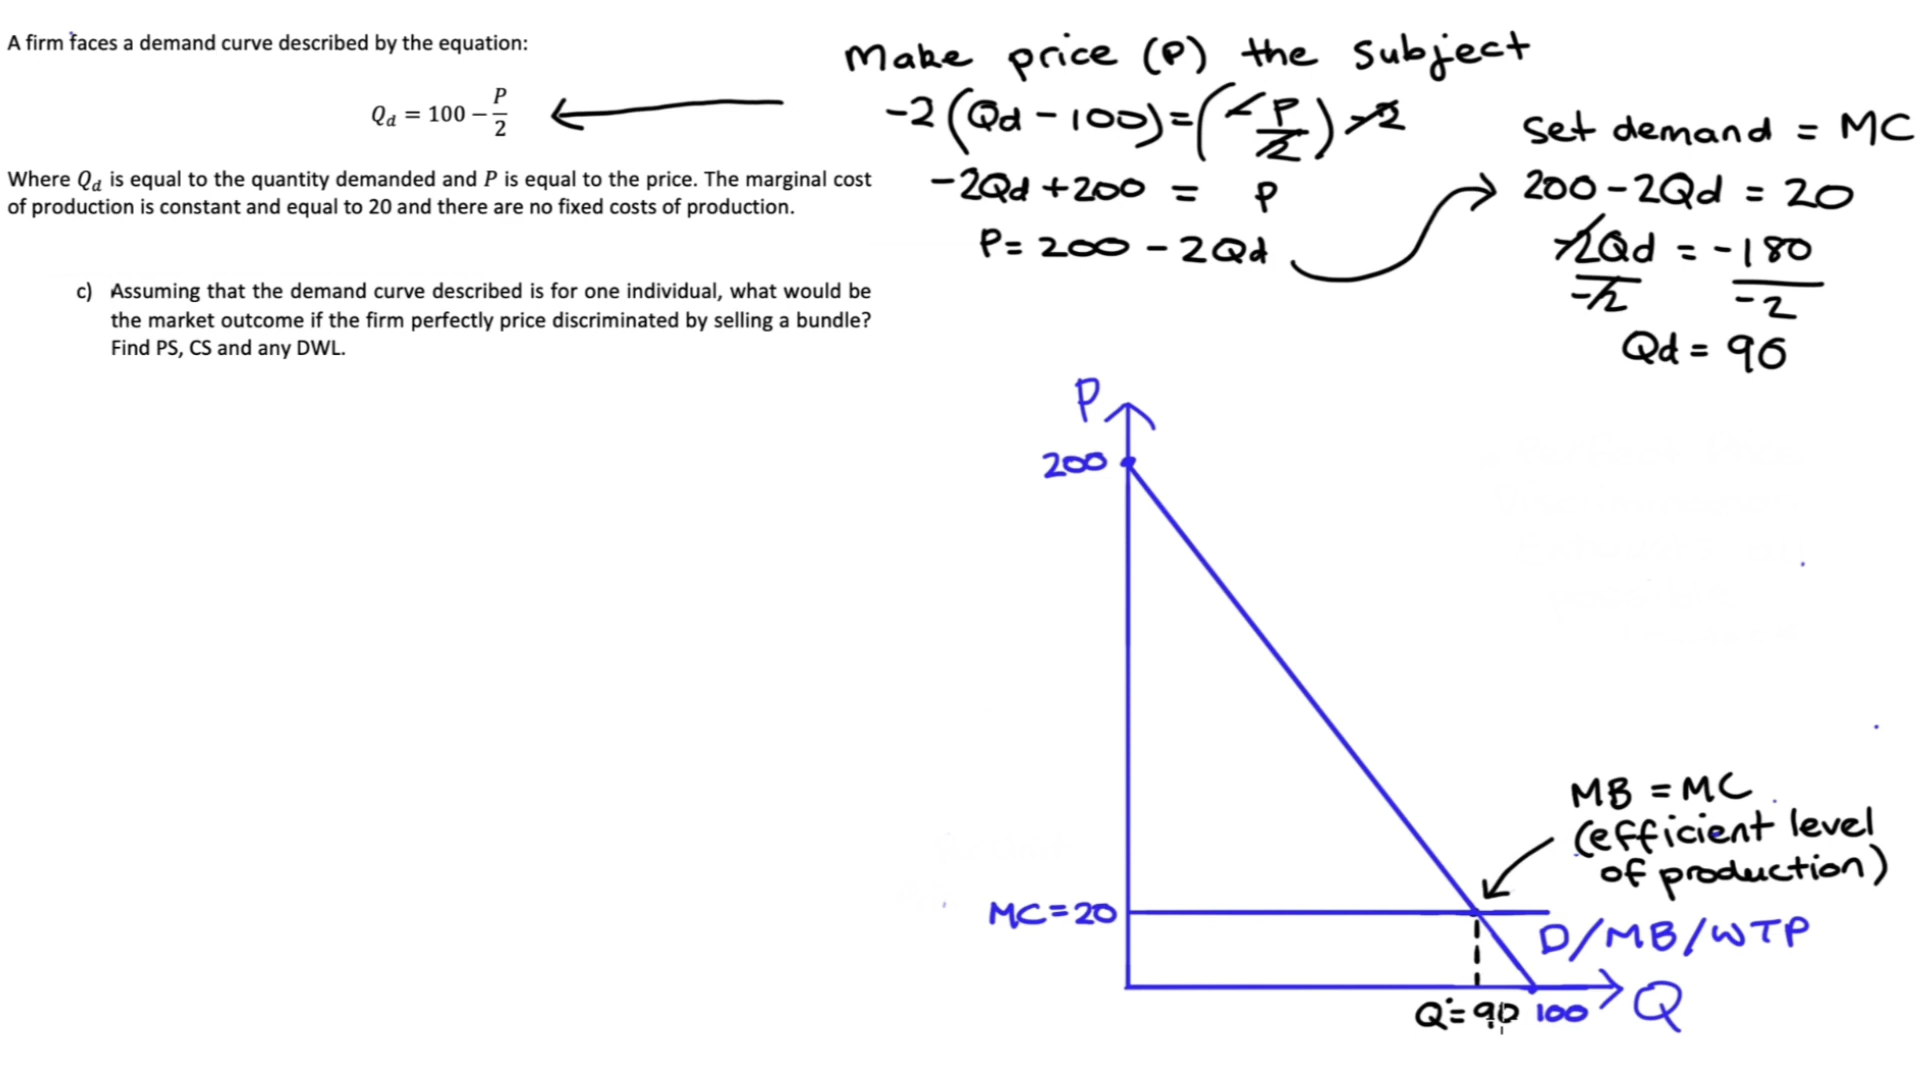 A firm faces a demand curve described by the equation:
Qd = 100 − P/2
Where Qd is equal to the quantity demanded and P is equal to the price. The marginal cost
of production is constant and equal to 20 and there are no fixed costs of production.
c) Assuming that the demand curve described is for one individual, what would be
the market outcome if the firm perfectly price discriminated by selling a bundle?
Find PS, CS and any DWL.
Make price (P) the subject
-2(Qd - 100) = (-P/2) -2
-2Qd + 200 = P
P = 200 - 2Qd
Set demand = MC
200 - 2Qd = 20
-2Qd = -180
-2 -2
Qd = 90
P
200
MC = 20
MB = MC
(efficient level
of production)
D/MB/WTP
Q = 90 100 Q